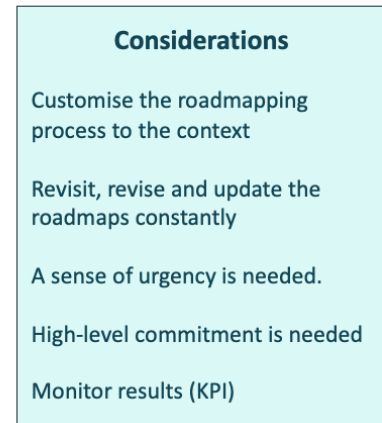 Considerations
Customise the roadmapping
process to the context
Revisit, revise and update the
roadmaps constantly
A sense of urgency is needed.
High-level commitment is needed
Monitor results (KPI)